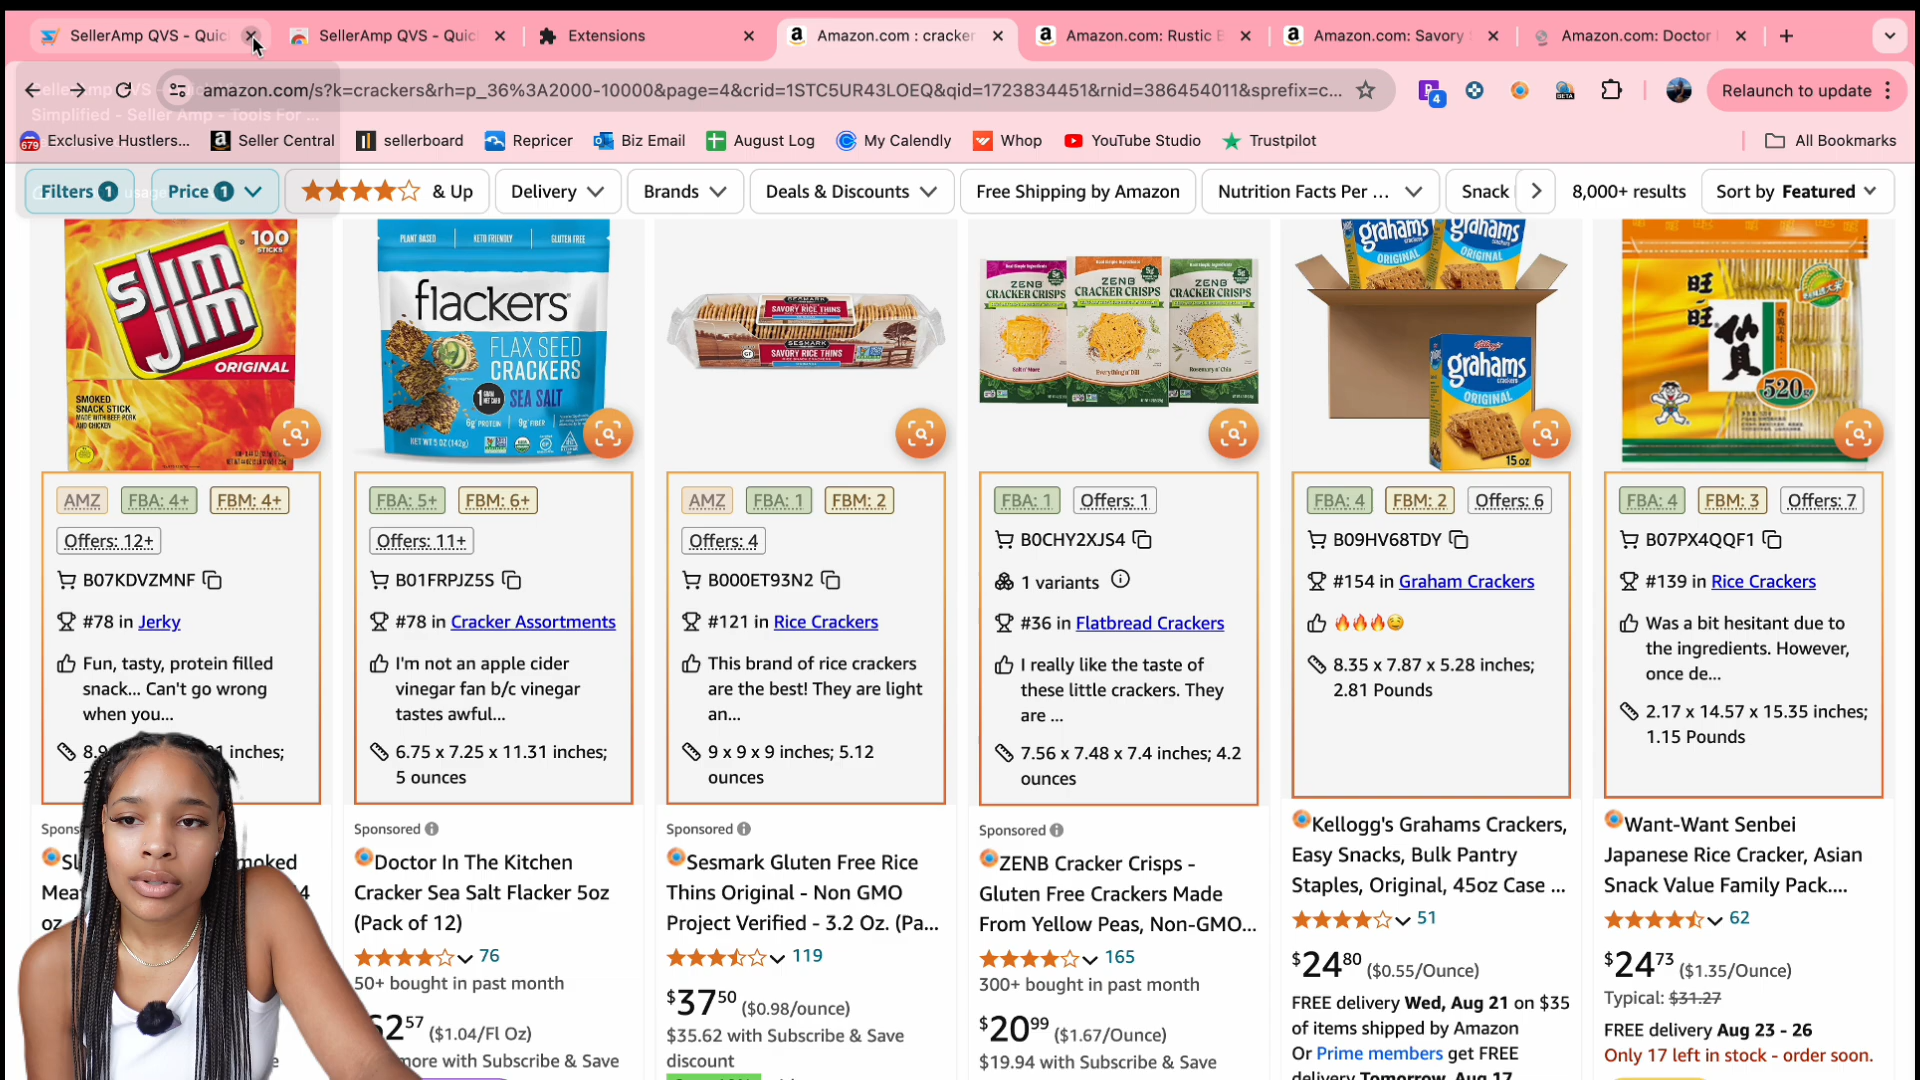 SellerAmp QVS - Quic
SellerAmp QVS - Quic
Extensions
Amazon.com : cracker
Amazon.com: Rustic
Amazon.com: Savory
Amazon.com: Doctor
amazon.com/s?k=crackers&rh=p_36%3A2000-10000&page=4&crid=1STC5UR43LOEQ&qid=1723834451&rnid=386454011&sprefix=c...
4
BETA
Relaunch to update
Simplified - Seller Amp - Tools For ...
679
Exclusive Hustlers...
Seller Central
sellerboard
Repricer
Biz Email
August Log
My Calendly
Whop
YouTube Studio
Trustpilot
All Bookmarks
Filters 1
Price 1
& Up
Delivery
Brands
Deals & Discounts
Free Shipping by Amazon
Nutrition Facts Per ...
Snack
8,000+ results
Sort by Featured
100
STICKS
slim
jim
ORIGINAL
SMOKED
SNACK STICK
MADE WITH BEEF, PORK
AND CHICKEN
PLANT BASED
KETO FRIENDLY
GLUTEN FREE
flackers
FLAX SEED
CRACKERS
SEA SALT
NET WT 5 OZ (142g)
SESMARK
SAVORY RICE THINS
SESMARK
SAVORY RICE THINS
ZENB
CRACKER CRISPS
ZENB
CRACKER CRISPS
ZENB
CRACKER CRISPS
Everything n' Dill
Rosemary n' Chia
grahams
ORIGINAL
grahams
ORIGINAL
Kellogg's
grahams
ORIGINAL
15 oz
旺
旺
仙貝
520g
AMZ
FBA: 4+
FBM: 4+
Offers: 12+
B07KDVZMNF
#78 in Jerky
Fun, tasty, protein filled
snack... Can't go wrong
when you...
8.9
inches;
FBA: 5+
FBM: 6+
Offers: 11+
B01FRPJZ5S
#78 in Cracker Assortments
I'm not an apple cider
vinegar fan b/c vinegar
tastes awful...
6.75 x 7.25 x 11.31 inches;
5 ounces
AMZ
FBA: 1
FBM: 2
Offers: 4
B000ET93N2
#121 in Rice Crackers
This brand of rice crackers
are the best! They are light
an...
9 x 9 x 9 inches; 5.12
ounces
FBA: 1
Offers: 1
B0CHY2XJS4
1 variants
#36 in Flatbread Crackers
I really like the taste of
these little crackers. They
are ...
7.56 x 7.48 x 7.4 inches; 4.2
ounces
FBA: 4
FBM: 2
Offers: 6
B09HV68TDY
#154 in Graham Crackers
🔥🔥🔥😋
8.35 x 7.87 x 5.28 inches;
2.81 Pounds
FBA: 4
FBM: 3
Offers: 7
B07PX4QQF1
#139 in Rice Crackers
Was a bit hesitant due to
the ingredients. However,
once de...
2.17 x 14.57 x 15.35 inches;
1.15 Pounds
Spons
Sl
moked
Mea
4
oz
Sponsored
Doctor In The Kitchen
Cracker Sea Salt Flacker 5oz
(Pack of 12)
76
50+ bought in past month
62 57 ($1.04/Fl Oz)
more with Subscribe & Save
Sponsored
Sesmark Gluten Free Rice
Thins Original - Non GMO
Project Verified - 3.2 Oz. (Pa...
119
$37 50 ($0.98/ounce)
$35.62 with Subscribe & Save
discount
Sponsored
ZENB Cracker Crisps -
Gluten Free Crackers Made
From Yellow Peas, Non-GMO...
165
300+ bought in past month
$20 99 ($1.67/Ounce)
$19.94 with Subscribe & Save
Kellogg's Grahams Crackers,
Easy Snacks, Bulk Pantry
Staples, Original, 45oz Case ...
51
$24 80 ($0.55/Ounce)
FREE delivery Wed, Aug 21 on $35
of items shipped by Amazon
Or Prime members get FREE
delivery Tomorrow, Aug 17
Want-Want Senbei
Japanese Rice Cracker, Asian
Snack Value Family Pack....
62
$24 73 ($1.35/Ounce)
Typical: $31.27
FREE delivery Aug 23 - 26
Only 17 left in stock - order soon.